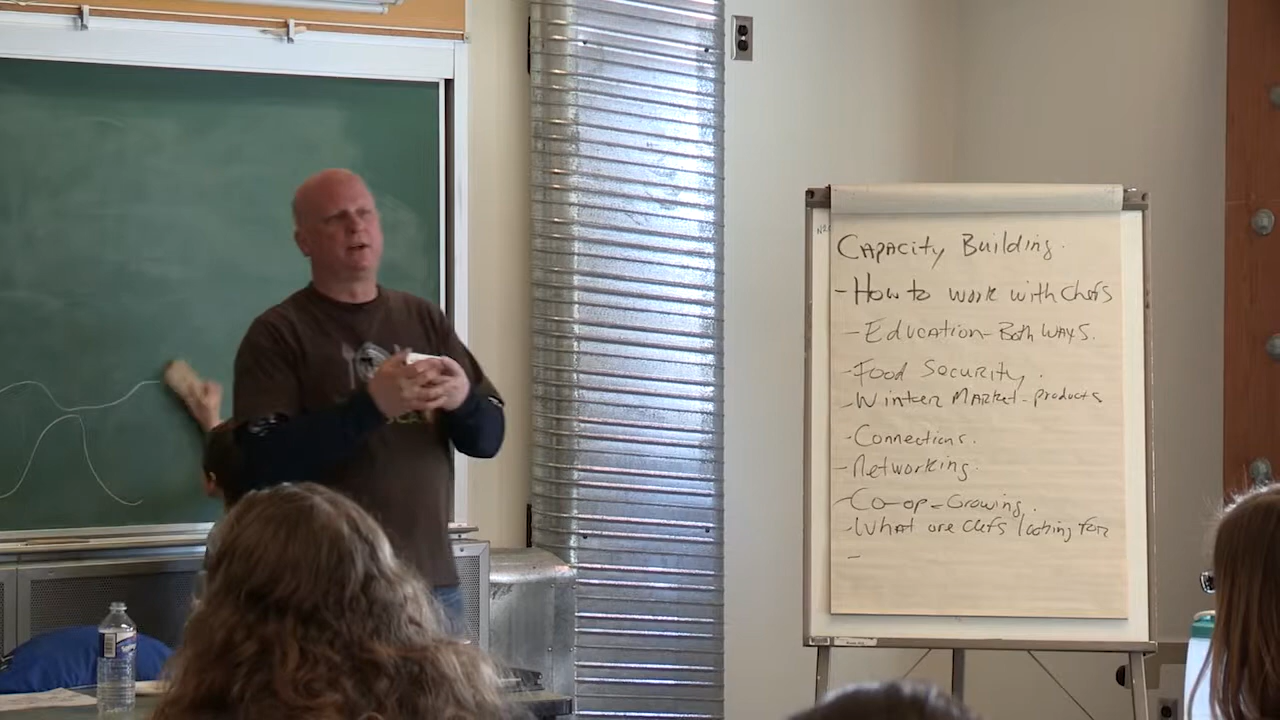 Capacity Building.
-How to work with Chefs
-Education-Both ways.
-Food Security.
-Winter Market-products
-Connections.
-Networking.
-Co-op-Growing.
-What are chefs looking for
-